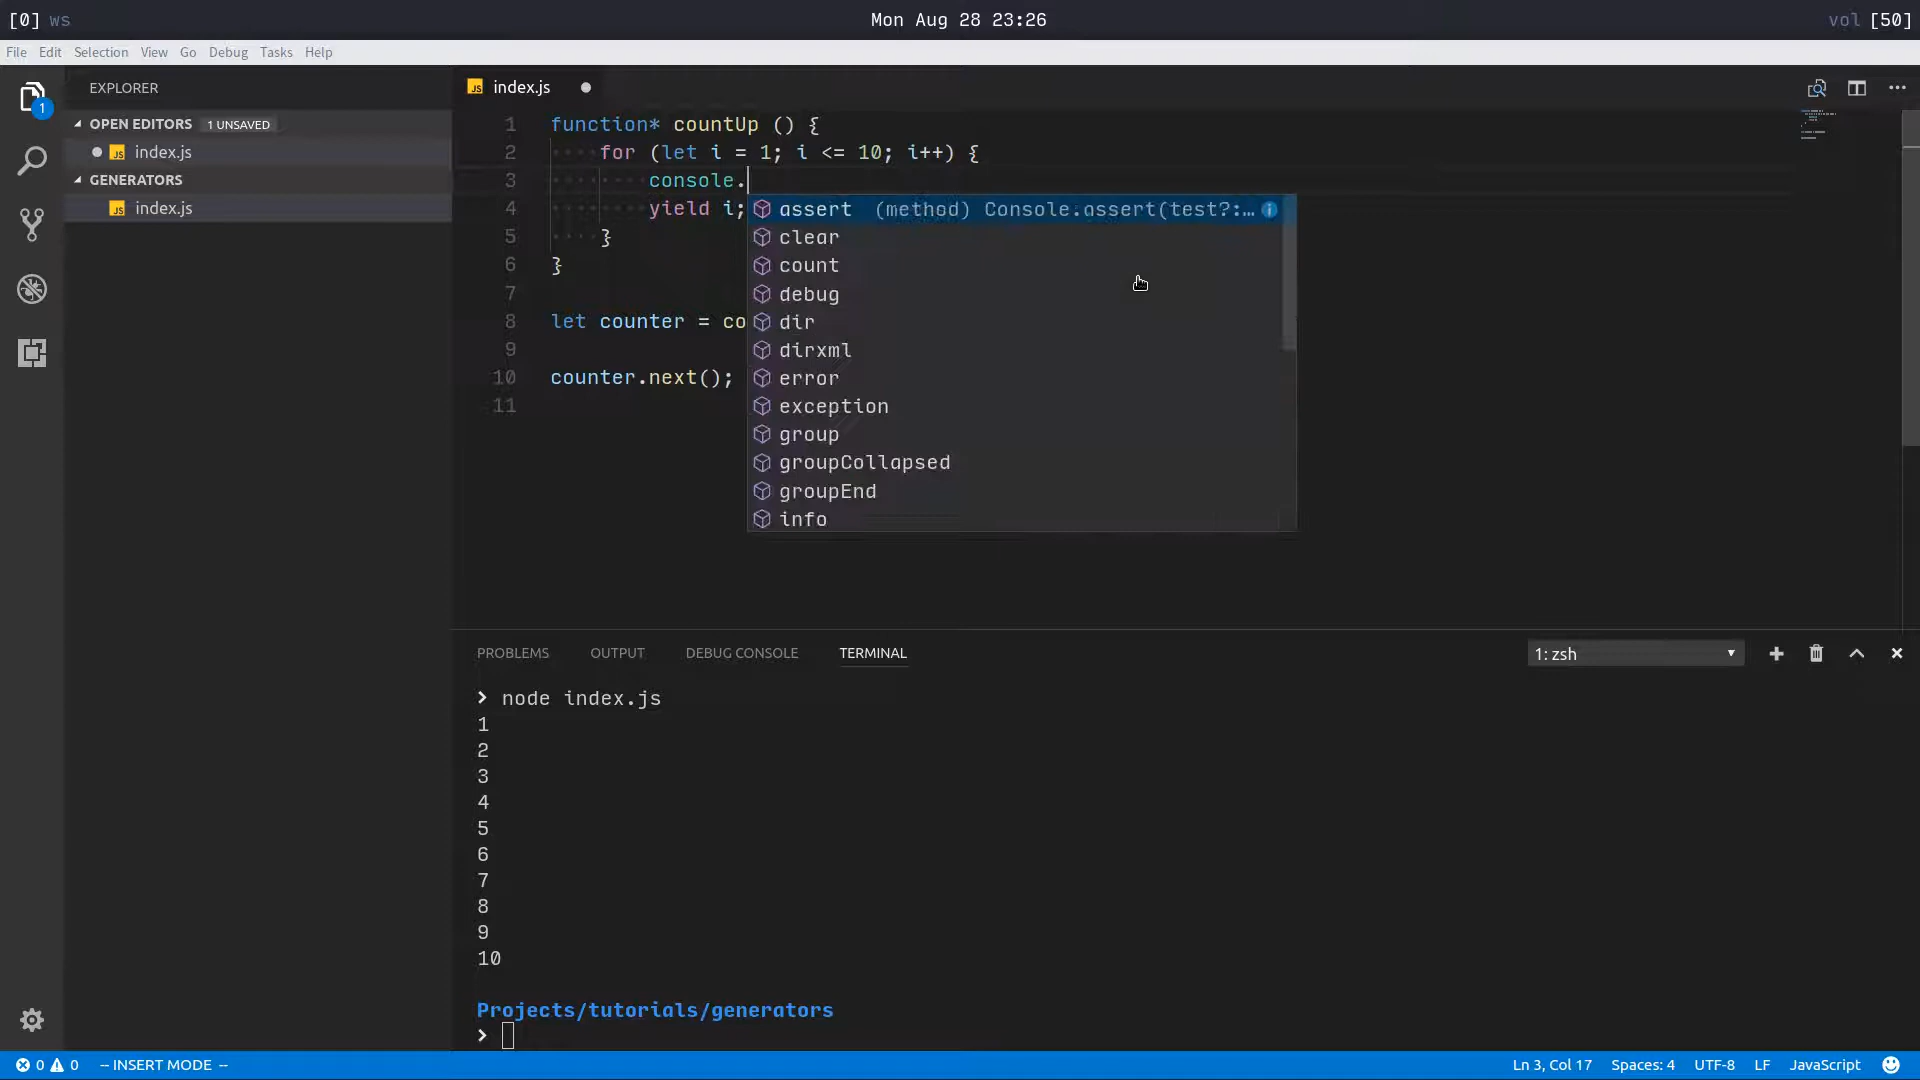 [0] ws
Mon Aug 28 23:26
vol [50]
File Edit Selection View Go Debug Tasks Help
EXPLORER
OPEN EDITORS 1 UNSAVED
JS index.js
GENERATORS
JS index.js
1
JS index.js
1 function* countUp () {
2 for (let i = 1; i <= 10; i++) {
3 console.
4 yield i;
5 }
6 }
7
8 let counter = co
9
10 counter.next();
11
assert (method) Console.assert(test?:…
clear
count
debug
dir
dirxml
error
exception
group
groupCollapsed
groupEnd
info
PROBLEMS OUTPUT DEBUG CONSOLE TERMINAL 1: zsh
> node index.js
1
2
3
4
5
6
7
8
9
10
Projects/tutorials/generators
>
0 0 -- INSERT MODE -- Ln 3, Col 17 Spaces: 4 UTF-8 LF JavaScript